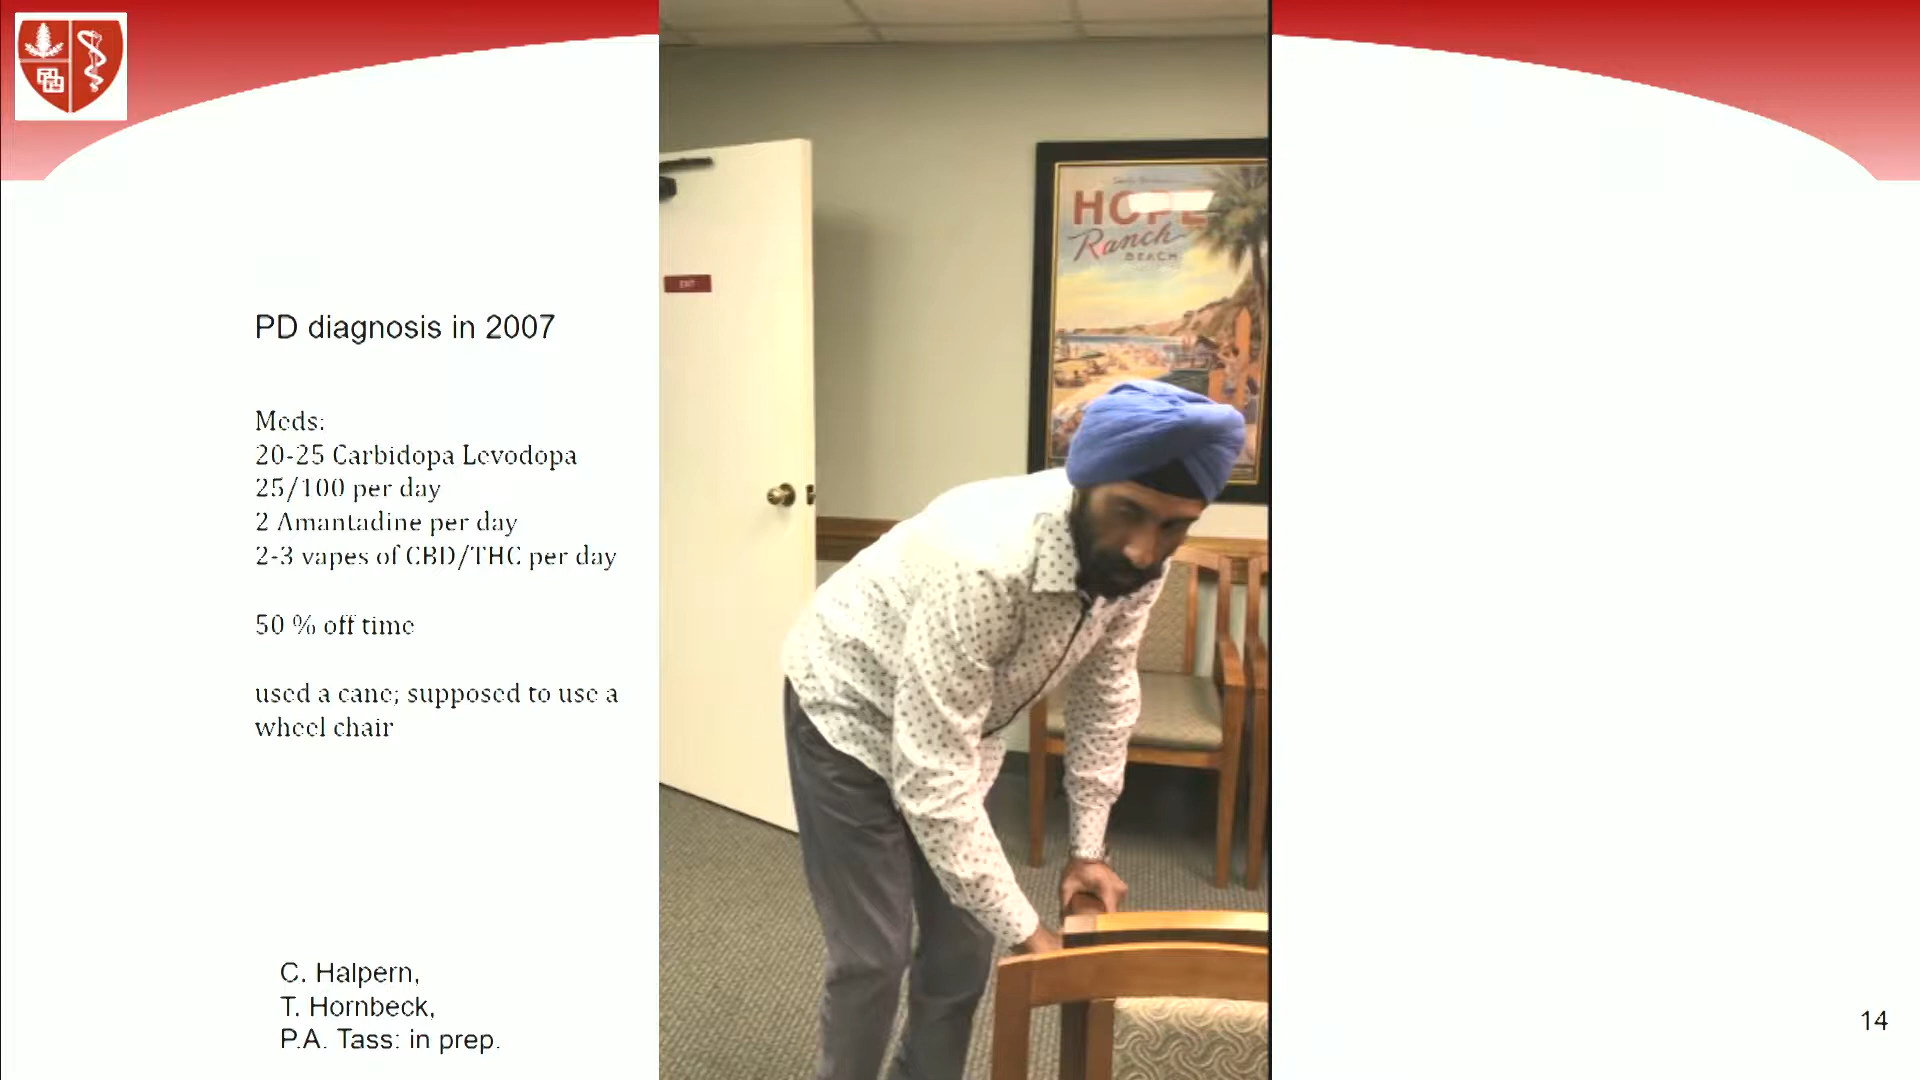 PD diagnosis in 2007
Meds:
20-25 Carbidopa Levodopa
25/100 per day
2 Amantadine per day
2-3 vapes of CBD/THC per day
50 % off time
used a cane; supposed to use a
wheel chair
C. Halpern,
T. Hornbeck,
P.A. Tass: in prep.
EXIT
HOPE
Ranch
BEACH
14